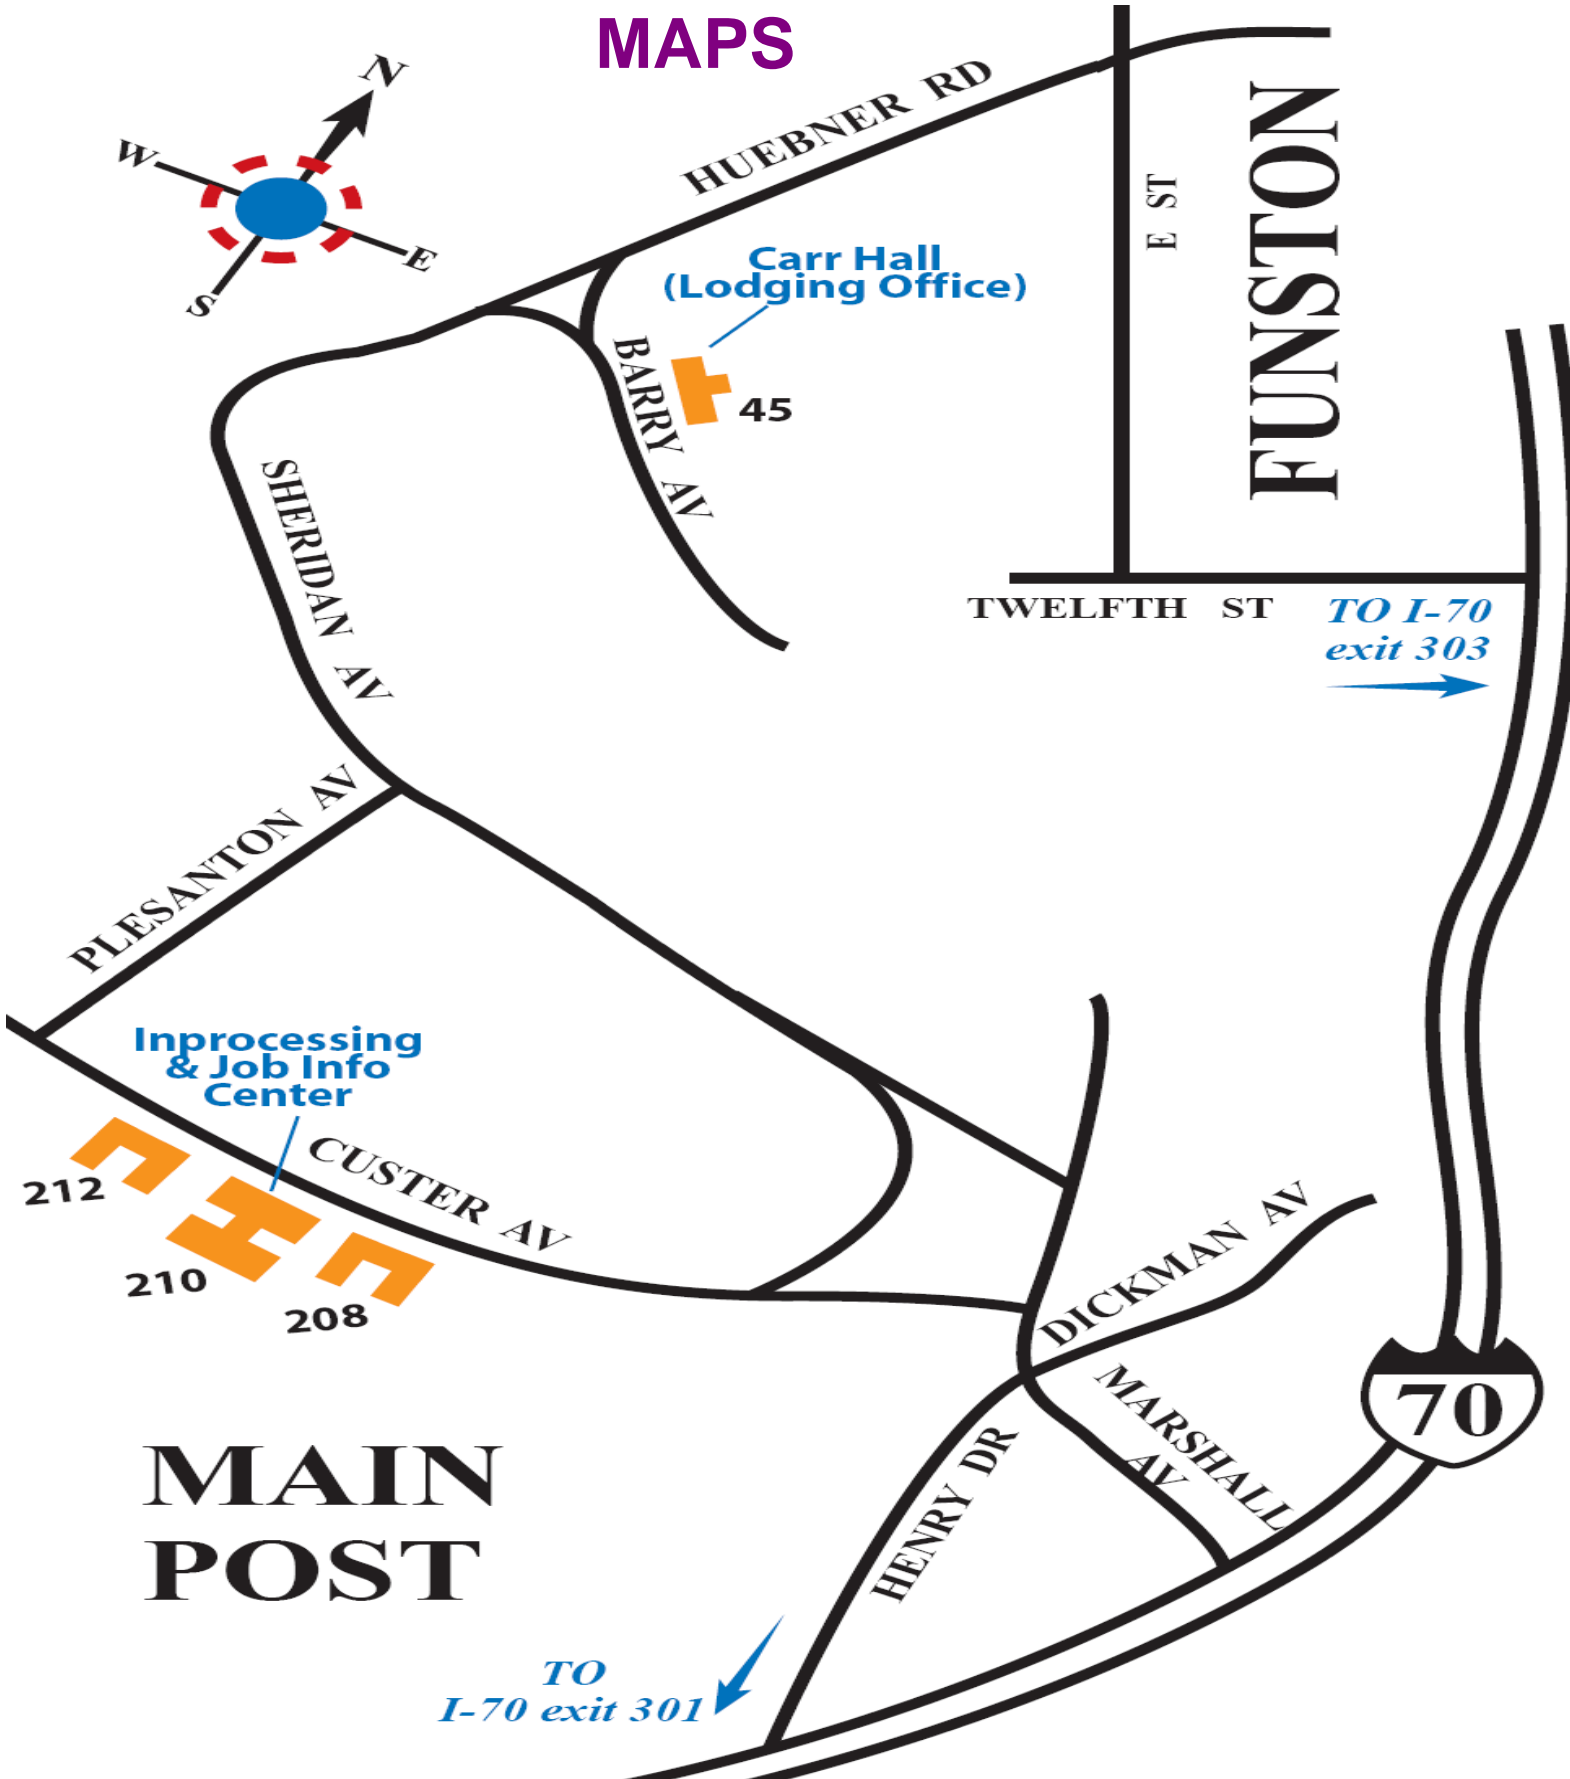 MAPS
N
W
E
S
HUEBNER RD
E ST
FUNSTON
Carr Hall
(Lodging Office)
45
BARRY AV
SHERIDAN AV
TWELFTH ST
TO I-70
exit 303
PLESANTON AV
Inprocessing
& Job Info
Center
CUSTER AV
212
210
208
DICKMAN AV
MARSHALL
AV
70
HENRY DR
MAIN
POST
TO
I-70 exit 301